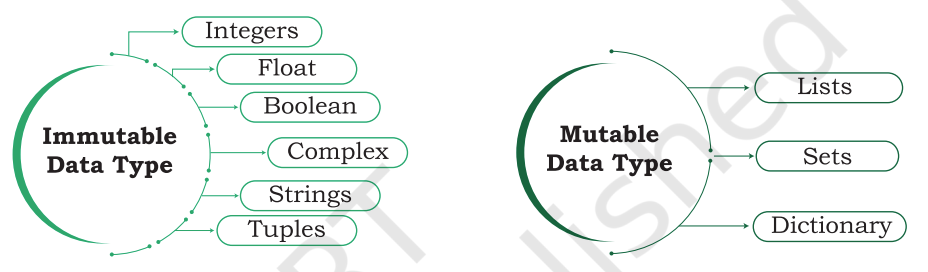 Integers
Float
Boolean
Immutable
Data Type
Complex
Strings
Tuples
Mutable
Data Type
Lists
Sets
Dictionary